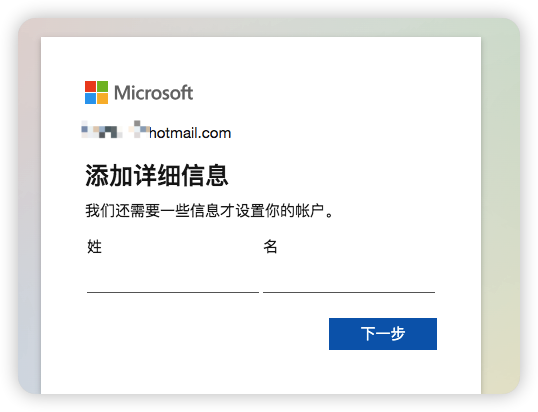 Microsoft
hotmail.com
添加详细信息
我们还需要一些信息才设置你的帐户。
姓 名
下一步